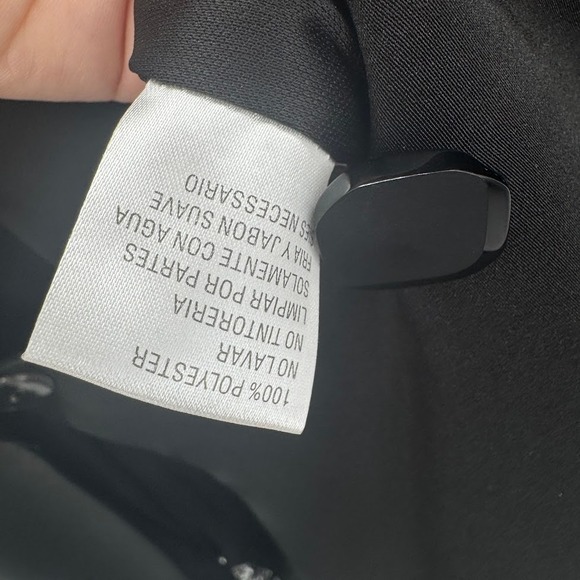 100% POLYESTER
NO LAVAR
NO TINTORERIA
LIMPIAR POR PARTES
SOLAMENTE CON AGUA
FRIA Y JABON SUAVE
ES NECESSARIO